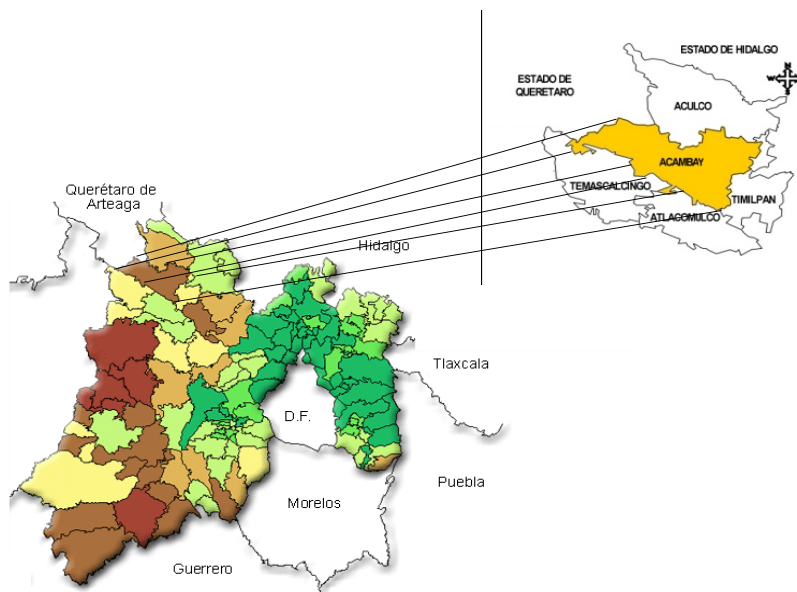 ESTADO DE HIDALGO
N
W
S
ESTADO DE
QUERETARO
ACULCO
ACAMBAY
TEMASCALCINGO
TIMILPAN
ATLACOMULCO
Querétaro de
Arteaga
Hidalgo
Tlaxcala
D.F.
Puebla
Morelos
Guerrero